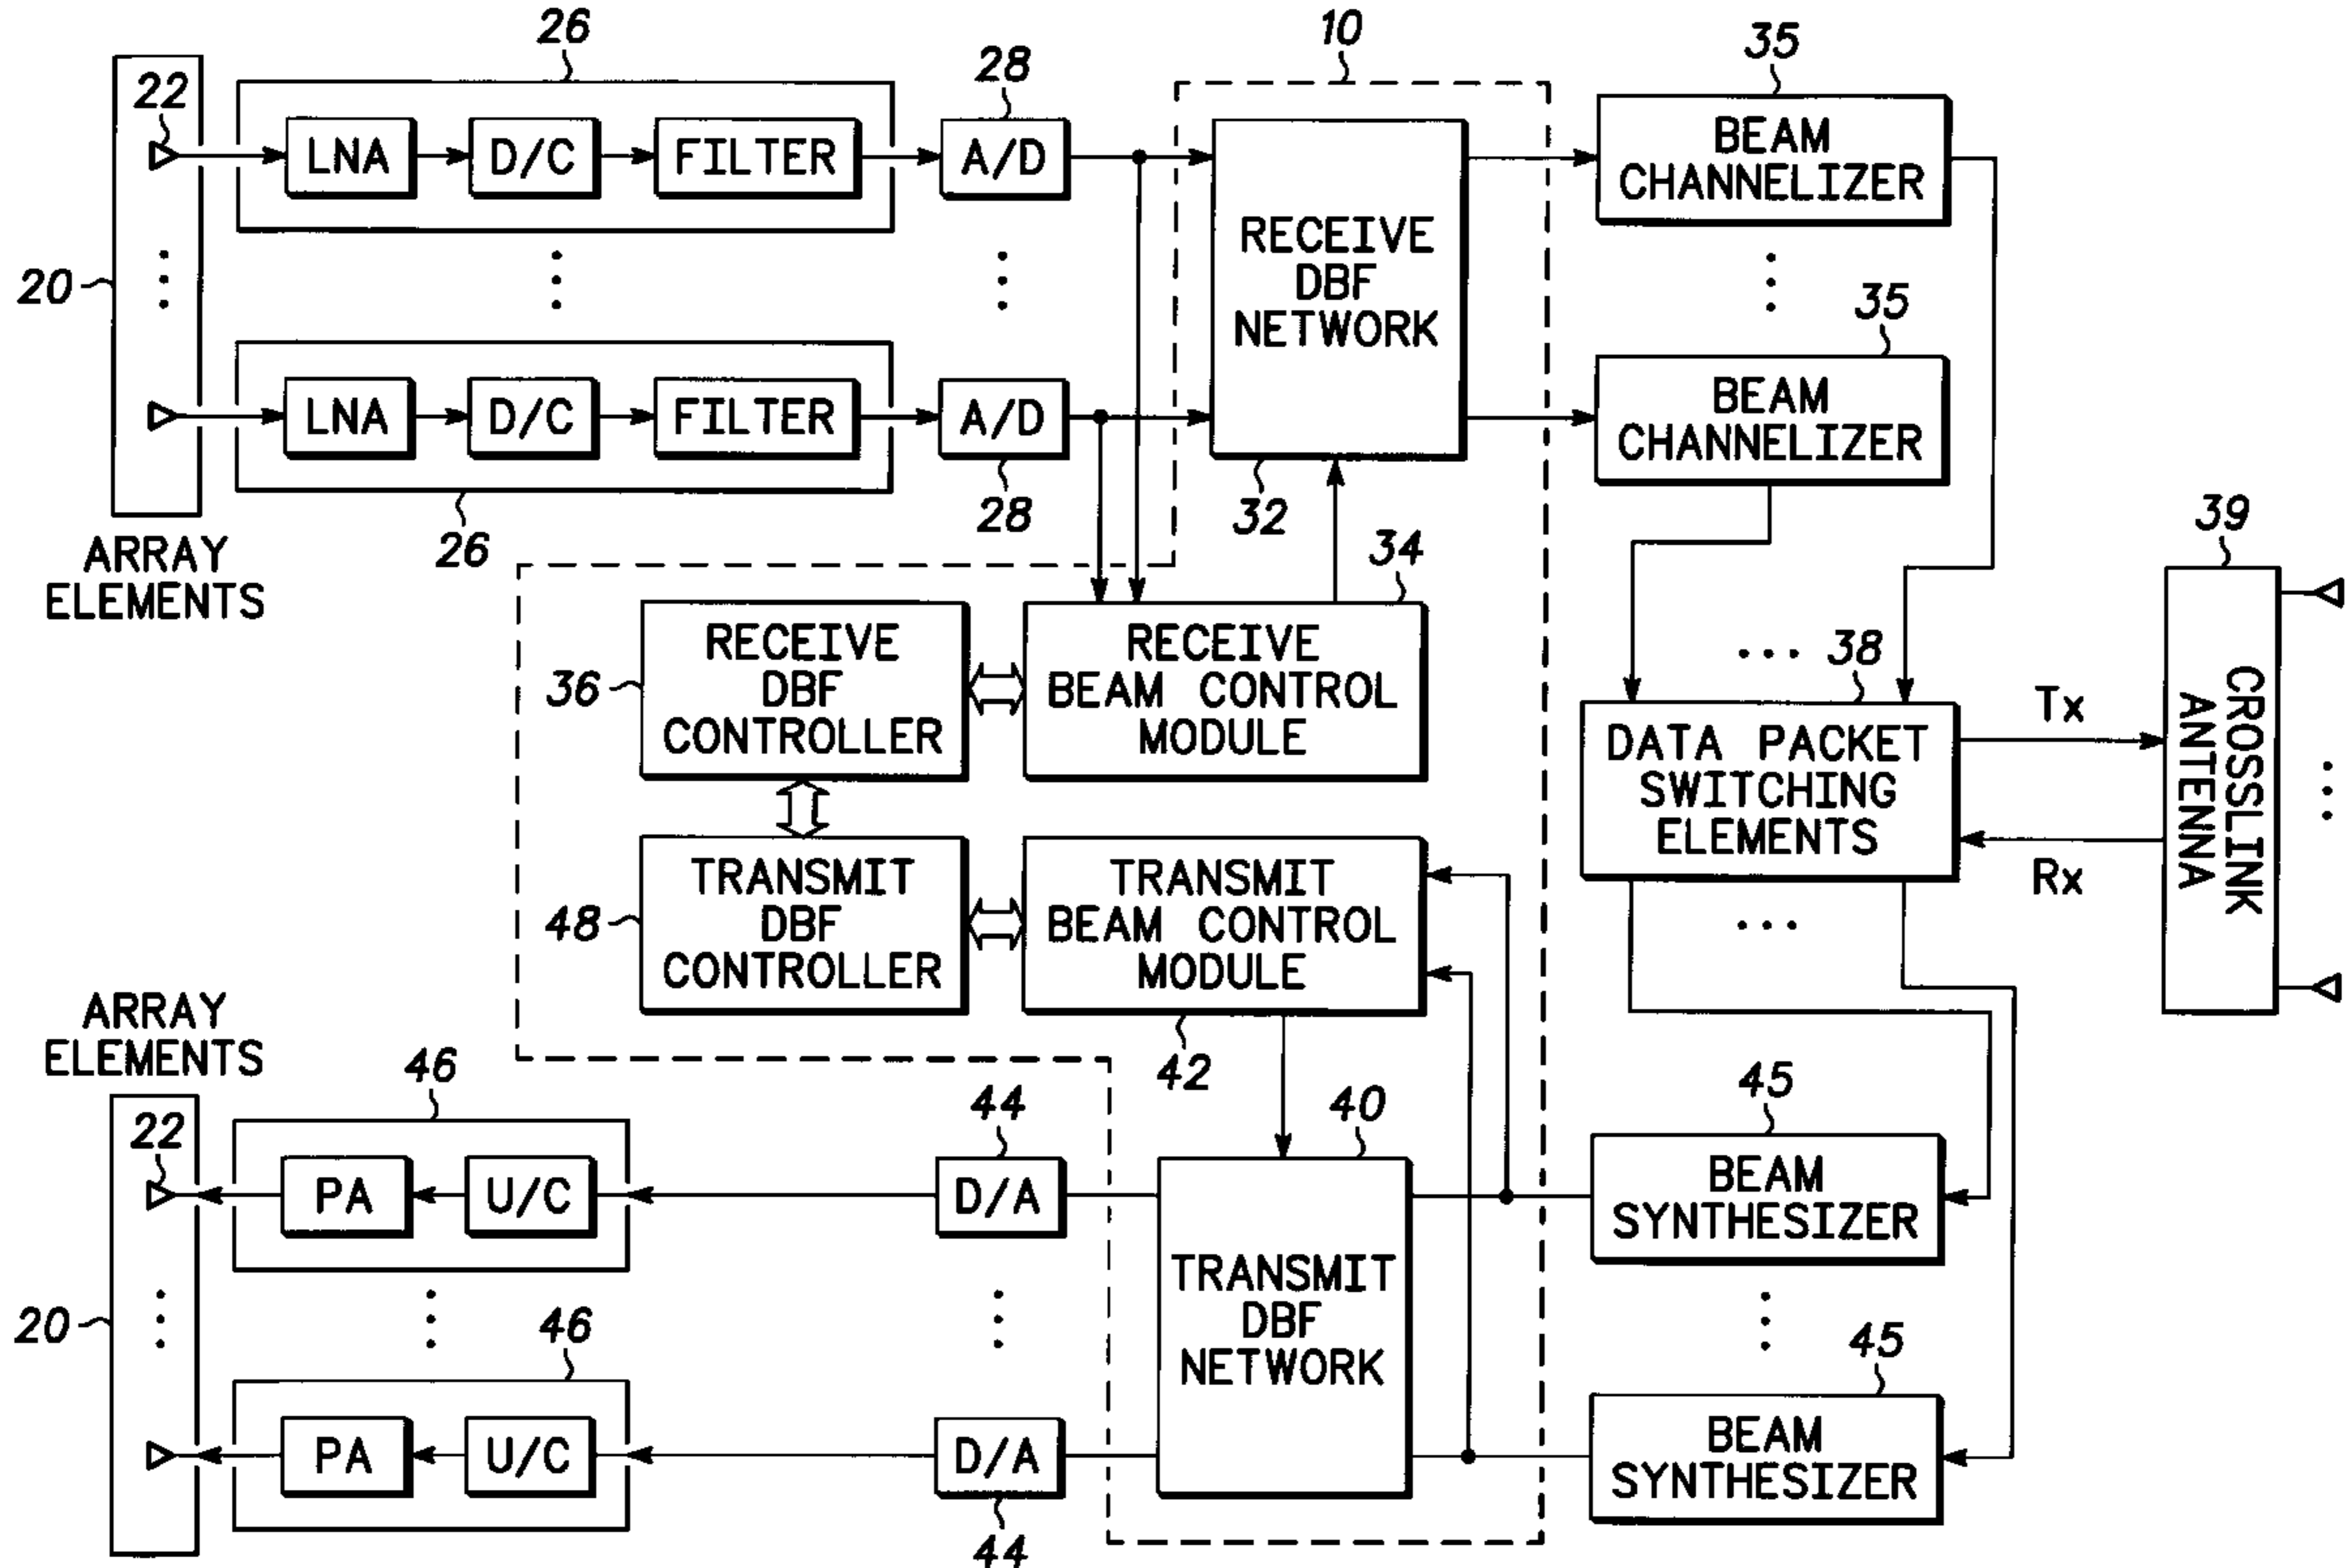 26
10
35
28
22
LNA
D/C
FILTER
A/D
BEAM
CHANNELIZER
RECEIVE
DBF
NETWORK
20
35
LNA
D/C
FILTER
A/D
BEAM
CHANNELIZER
26
28
32
39
ARRAY
ELEMENTS
34
RECEIVE
DBF
CONTROLLER
36
RECEIVE
BEAM CONTROL
MODULE
38
DATA PACKET
SWITCHING
ELEMENTS
Tx
Rx
CROSSLINK
ANTENNA
TRANSMIT
DBF
CONTROLLER
48
TRANSMIT
BEAM CONTROL
MODULE
42
ARRAY
ELEMENTS
46
44
40
45
22
PA
U/C
D/A
BEAM
SYNTHESIZER
TRANSMIT
DBF
NETWORK
20
46
45
PA
U/C
D/A
BEAM
SYNTHESIZER
44